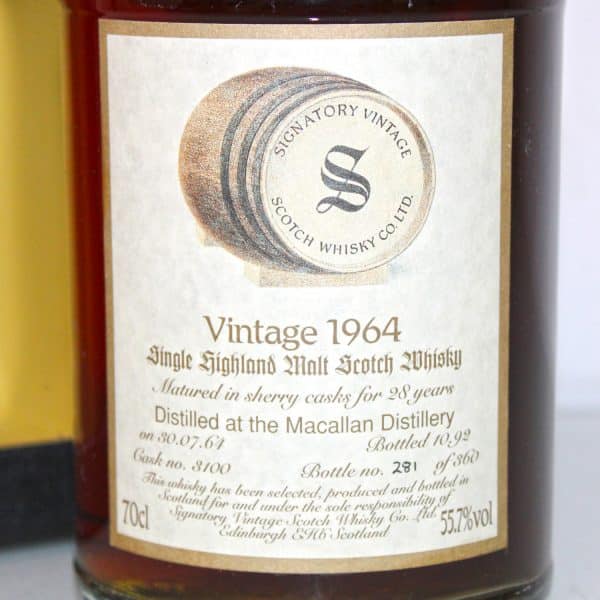 SIGNATORY VINTAGE
S
SCOTCH WHISKY CO. LTD.
Vintage 1964
Single Highland Malt Scotch Whisky
Matured in sherry casks for 28 years
Distilled at the Macallan Distillery
on 30.07.64 Bottled 10.92
Cask no. 3100 Bottle no. 281 of 360
This whisky has been selected, produced and bottled in
Scotland for and under the sole responsibility of
70cl Signatory Vintage Scotch Whisky Co. Ltd. 55.7%vol
Edinburgh EH6 Scotland